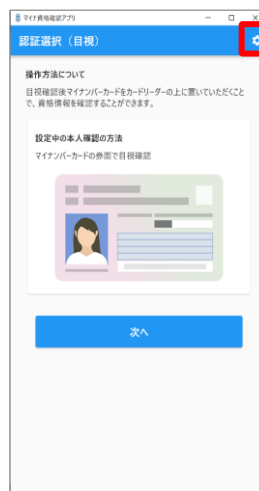 マイナ資格確認アプリ
認証選択（目視）
操作方法について
目視確認後マイナンバーカードをカードリーダーの上に置いていただくこと
で、資格情報を確認することができます。
設定中の本人確認の方法
マイナンバーカードの券面で目視確認
次へ